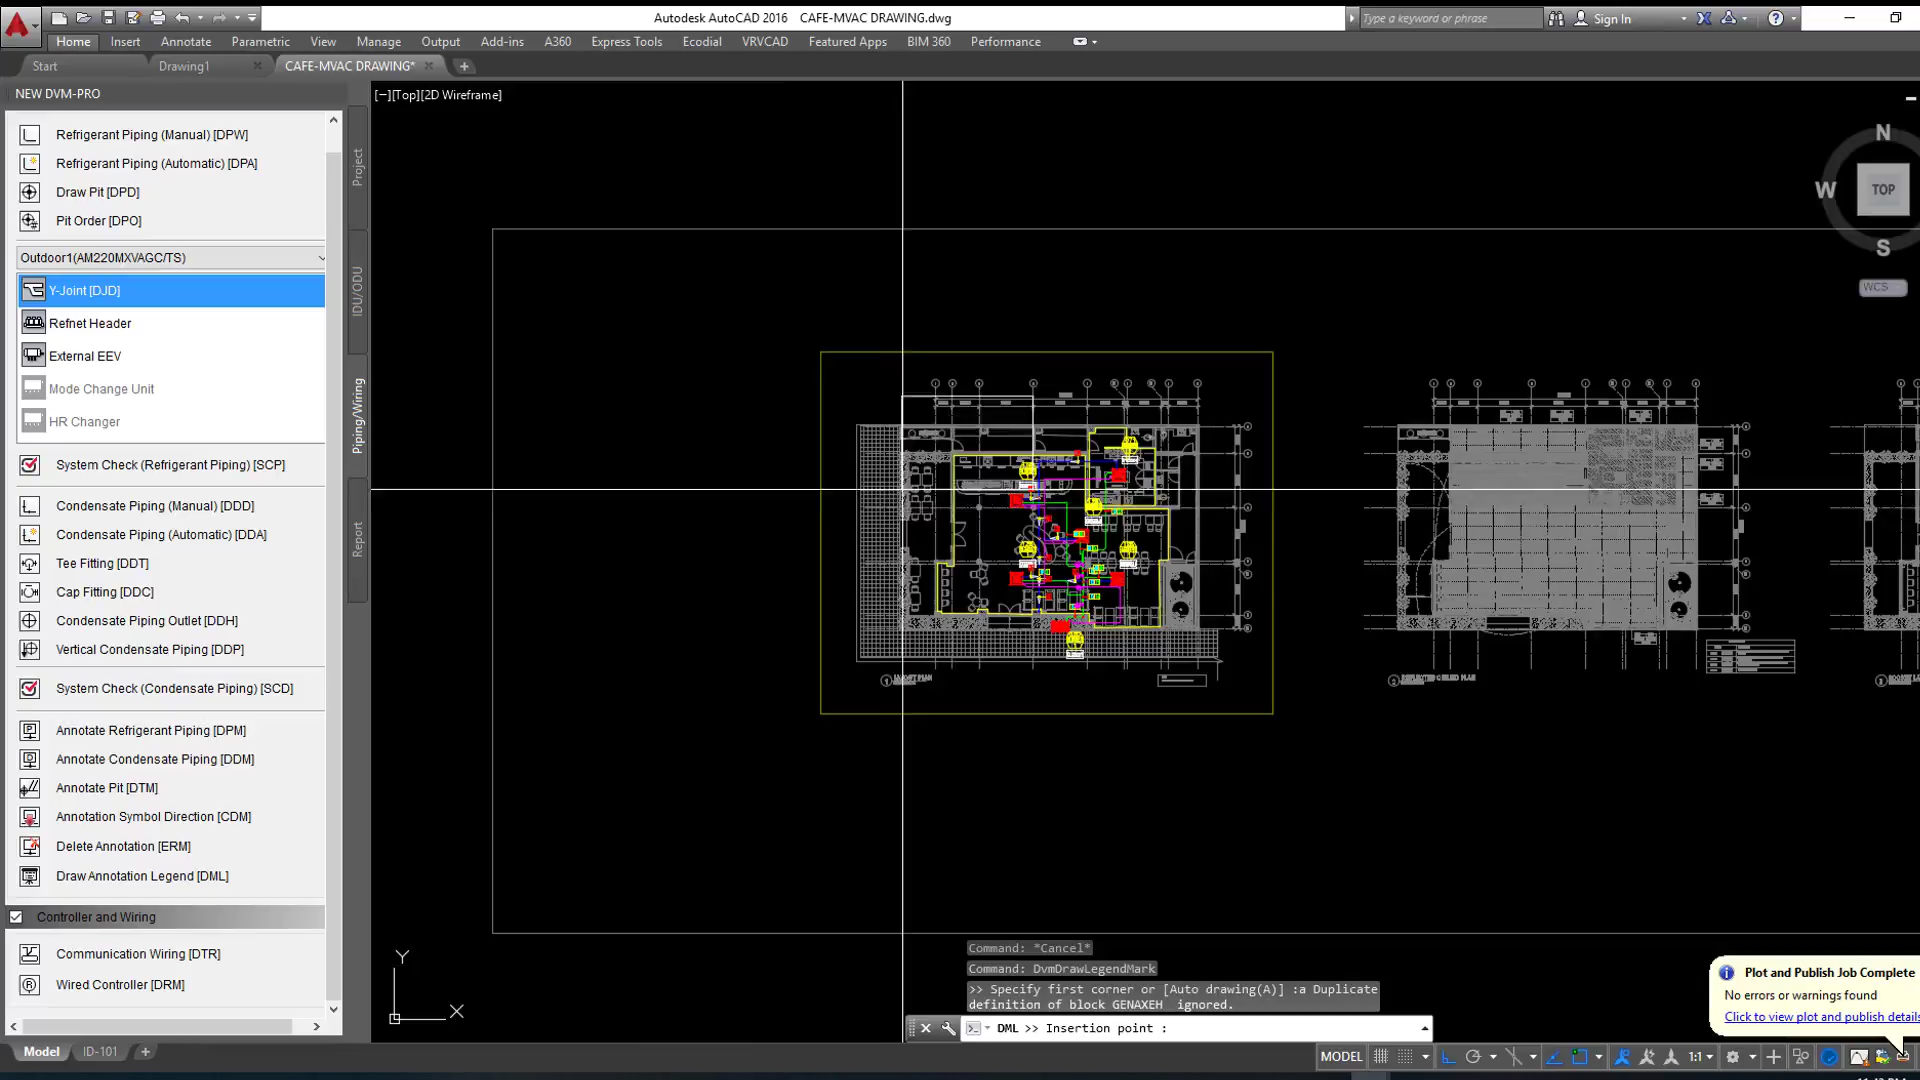 Autodesk AutoCAD 2016 CAFE-MVAC DRAWING.dwg
Type a keyword or phrase
Sign In
Home Insert Annotate Parametric View Manage Output Add-ins A360 Express Tools Ecodial VRVCAD Featured Apps BIM 360 Performance
Start Drawing1 CAFE-MVAC DRAWING*
NEW DVM-PRO
[−][Top][2D Wireframe]
Refrigerant Piping (Manual) [DPW]
Refrigerant Piping (Automatic) [DPA]
Draw Pit [DPD]
Pit Order [DPO]
Outdoor1(AM220MXVAGC/TS)
Y-Joint [DJD]
Refnet Header
External EEV
Mode Change Unit
HR Changer
System Check (Refrigerant Piping) [SCP]
Condensate Piping (Manual) [DDD]
Condensate Piping (Automatic) [DDA]
Tee Fitting [DDT]
Cap Fitting [DDC]
Condensate Piping Outlet [DDH]
Vertical Condensate Piping [DDP]
System Check (Condensate Piping) [SCD]
Annotate Refrigerant Piping [DPM]
Annotate Condensate Piping [DDM]
Annotate Pit [DTM]
Annotation Symbol Direction [CDM]
Delete Annotation [ERM]
Draw Annotation Legend [DML]
Controller and Wiring
Communication Wiring [DTR]
Wired Controller [DRM]
Project
IDU/ODU
Piping/Wiring
Report
N
W
TOP
S
WCS
Y
X
Command: *Cancel*
Command: DvmDrawLegendMark
>> Specify first corner or [Auto drawing(A)] :a Duplicate
definition of block GENAXEH ignored.
DML >> Insertion point :
Plot and Publish Job Complete
No errors or warnings found
Click to view plot and publish details
Model ID-101
MODEL
1:1